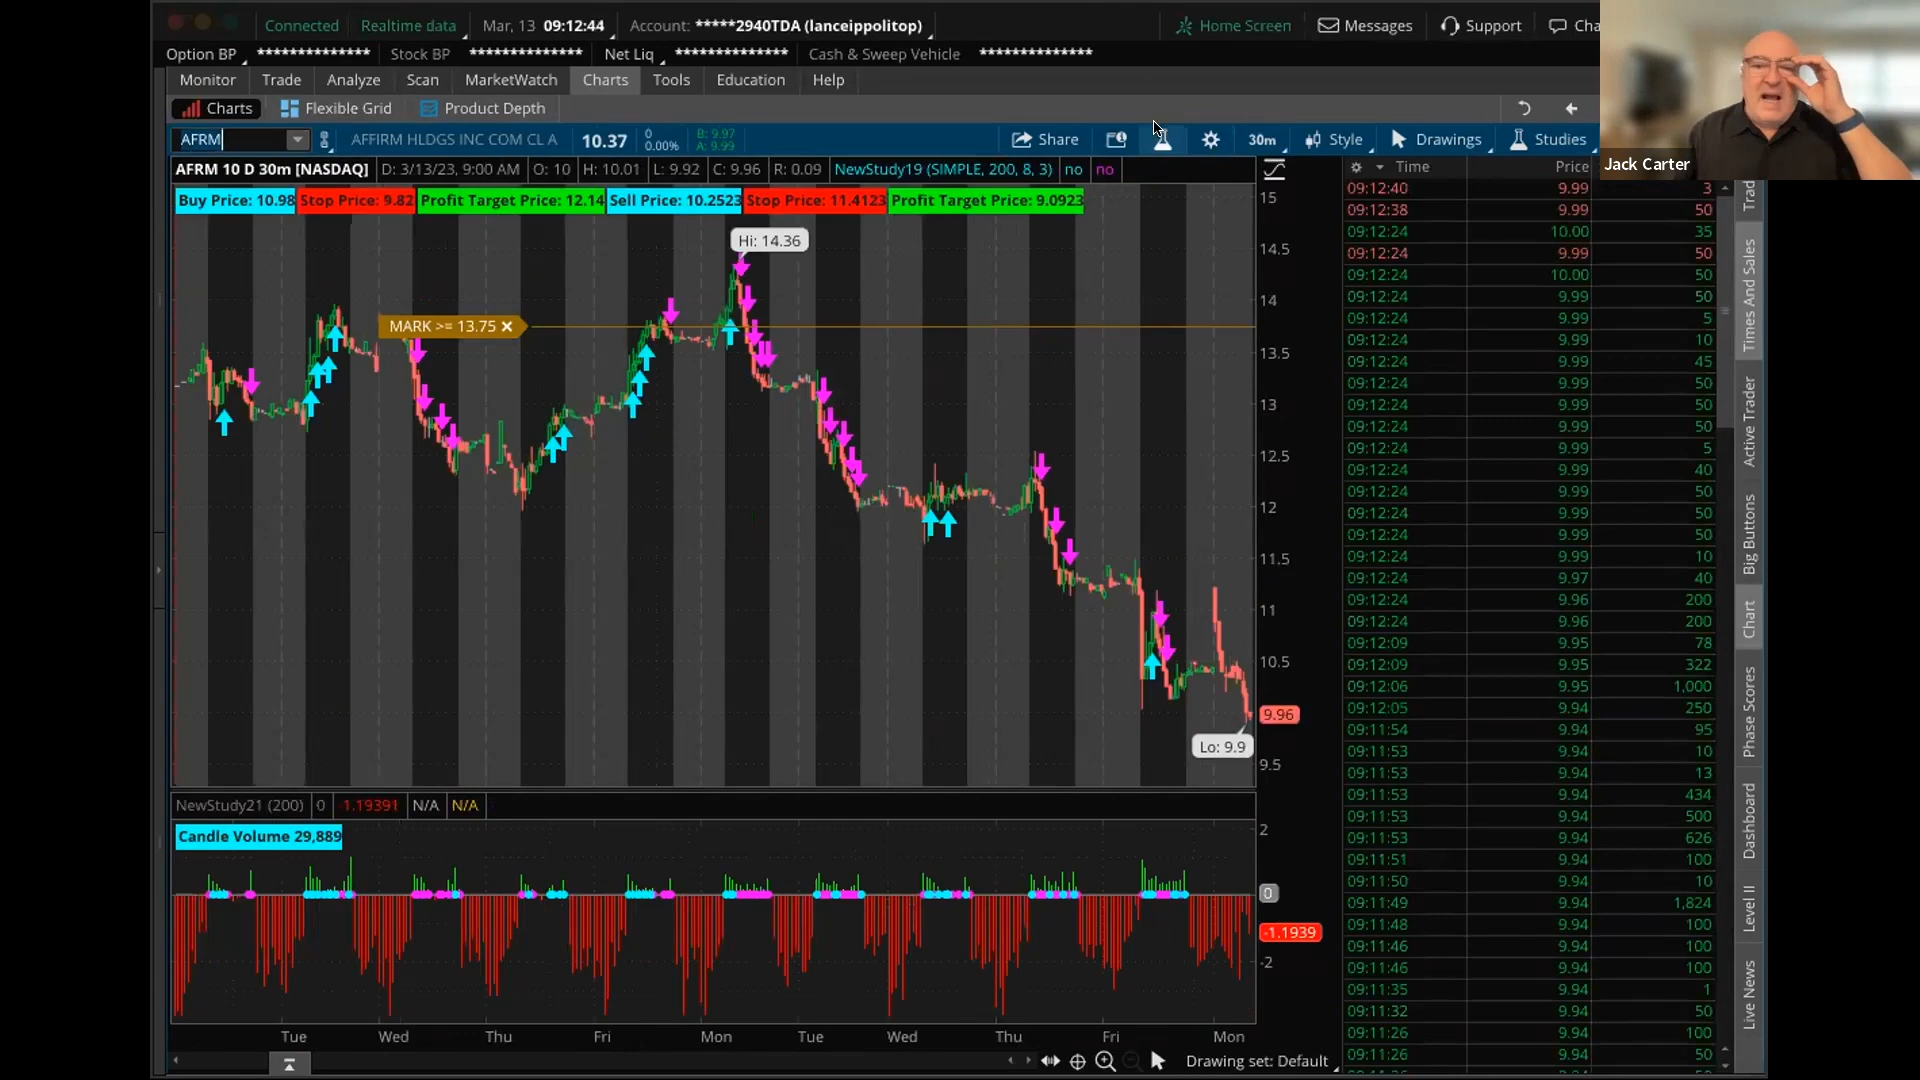 Connected Realtime data Mar, 13 09:12:44 Account: *****2940TDA (lanceippolitop) Home Screen Messages Support Cha
Option BP ************** Stock BP ************** Net Liq ************** Cash & Sweep Vehicle **************
Monitor Trade Analyze Scan MarketWatch Charts Tools Education Help
Charts Flexible Grid Product Depth
AFRM AFFIRM HLDGS INC COM CL A 10.37 0 0.00% B: 9.97 A: 9.99 Share 30m Style Drawings Studies
Jack Carter
AFRM 10 D 30m [NASDAQ] D: 3/13/23, 9:00 AM O: 10 H: 10.01 L: 9.92 C: 9.96 R: 0.09 NewStudy19 (SIMPLE, 200, 8, 3) no no
Buy Price: 10.98 Stop Price: 9.82 Profit Target Price: 12.14 Sell Price: 10.2523 Stop Price: 11.4123 Profit Target Price: 9.0923
Hi: 14.36
MARK >= 13.75
Lo: 9.9
15
14.5
14
13.5
13
12.5
12
11.5
11
10.5
9.96
9.5
NewStudy21 (200) 0 -1.19391 N/A N/A
Candle Volume 29,889
2
0
-1.1939
-2
Tue Wed Thu Fri Mon Tue Wed Thu Fri Mon
Drawing set: Default
Time Price
09:12:40 9.99 3
09:12:38 9.99 50
09:12:24 10.00 35
09:12:24 9.99 50
09:12:24 10.00 50
09:12:24 9.99 50
09:12:24 9.99 5
09:12:24 9.99 10
09:12:24 9.99 45
09:12:24 9.99 50
09:12:24 9.99 50
09:12:24 9.99 50
09:12:24 9.99 5
09:12:24 9.99 40
09:12:24 9.99 50
09:12:24 9.99 50
09:12:24 9.99 50
09:12:24 9.99 10
09:12:24 9.97 40
09:12:24 9.96 200
09:12:24 9.96 200
09:12:09 9.95 78
09:12:09 9.95 322
09:12:06 9.95 1,000
09:12:05 9.94 250
09:11:54 9.94 95
09:11:53 9.94 10
09:11:53 9.94 13
09:11:53 9.94 434
09:11:53 9.94 500
09:11:53 9.94 626
09:11:51 9.94 100
09:11:50 9.94 10
09:11:49 9.94 1,824
09:11:48 9.94 100
09:11:46 9.94 100
09:11:46 9.94 100
09:11:35 9.94 1
09:11:32 9.94 50
09:11:26 9.94 100
09:11:26 9.94 50
Trad
Times And Sales
Active Trader
Big Buttons
Chart
Phase Scores
Dashboard
Level II
Live News